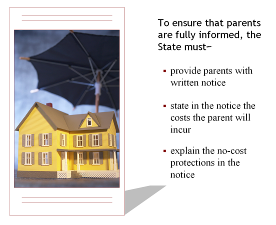 To ensure that parents
are fully informed, the
State must–
▪ provide parents with
written notice
▪ state in the notice the
costs the parent will
incur
▪ explain the no-cost
protections in the
notice